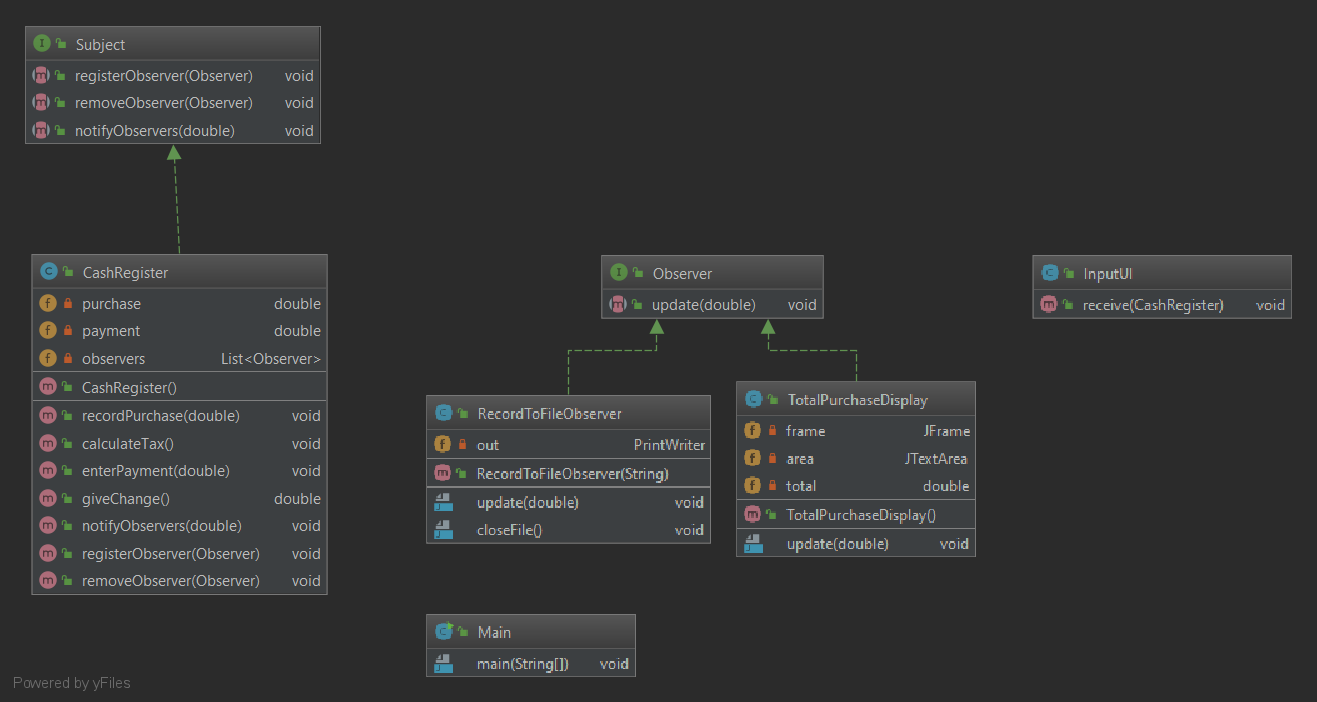 Subject
registerObserver(Observer) void
removeObserver(Observer) void
notifyObservers(double) void
CashRegister
purchase double
payment double
observers List<Observer>
CashRegister()
recordPurchase(double) void
calculateTax() void
enterPayment(double) void
giveChange() double
notifyObservers(double) void
registerObserver(Observer) void
removeObserver(Observer) void
Observer
update(double) void
RecordToFileObserver
out PrintWriter
RecordToFileObserver(String)
update(double) void
closeFile() void
TotalPurchaseDisplay
frame JFrame
area JTextArea
total double
TotalPurchaseDisplay()
update(double) void
InputUI
receive(CashRegister) void
Main
main(String[]) void
Powered by yFiles